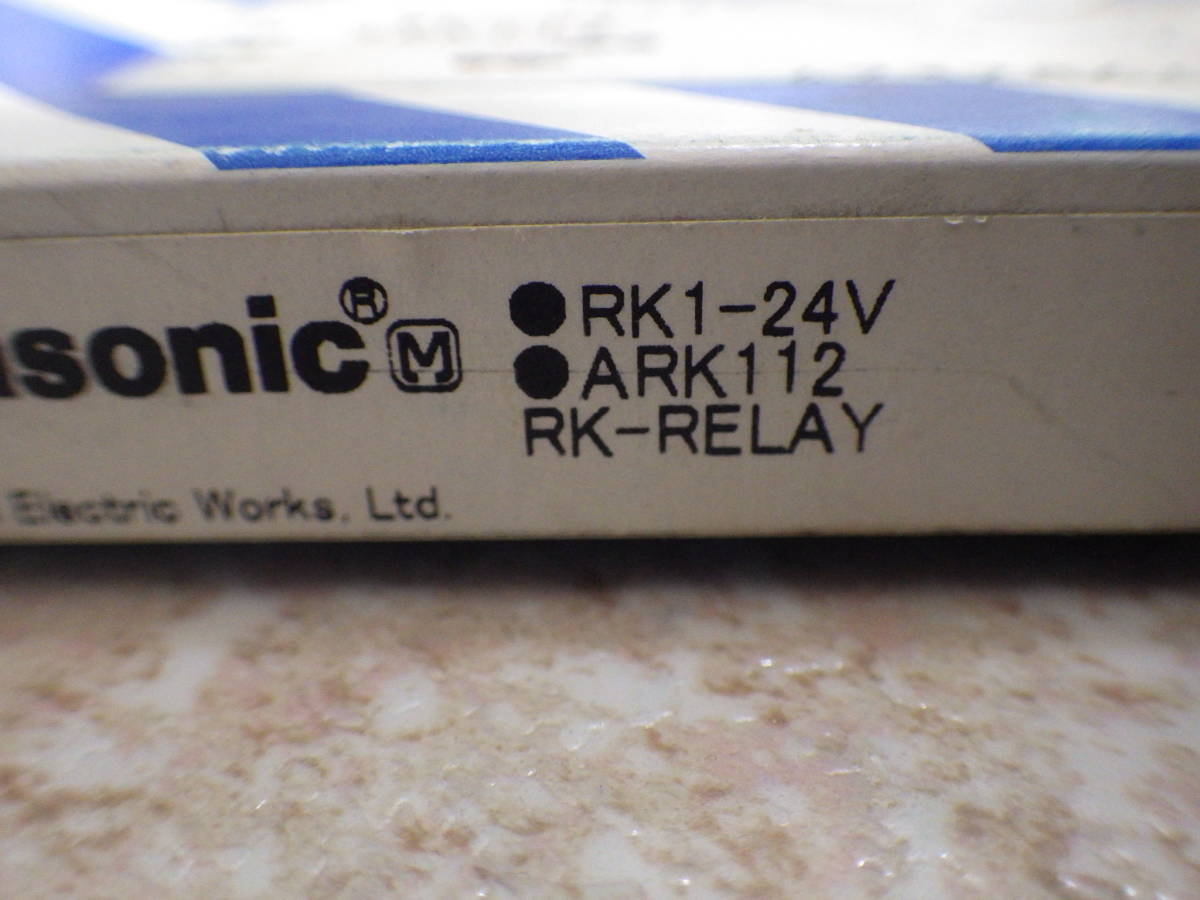 asonic® M
●RK1-24V
●ARK112
RK-RELAY
Electric Works, Ltd.